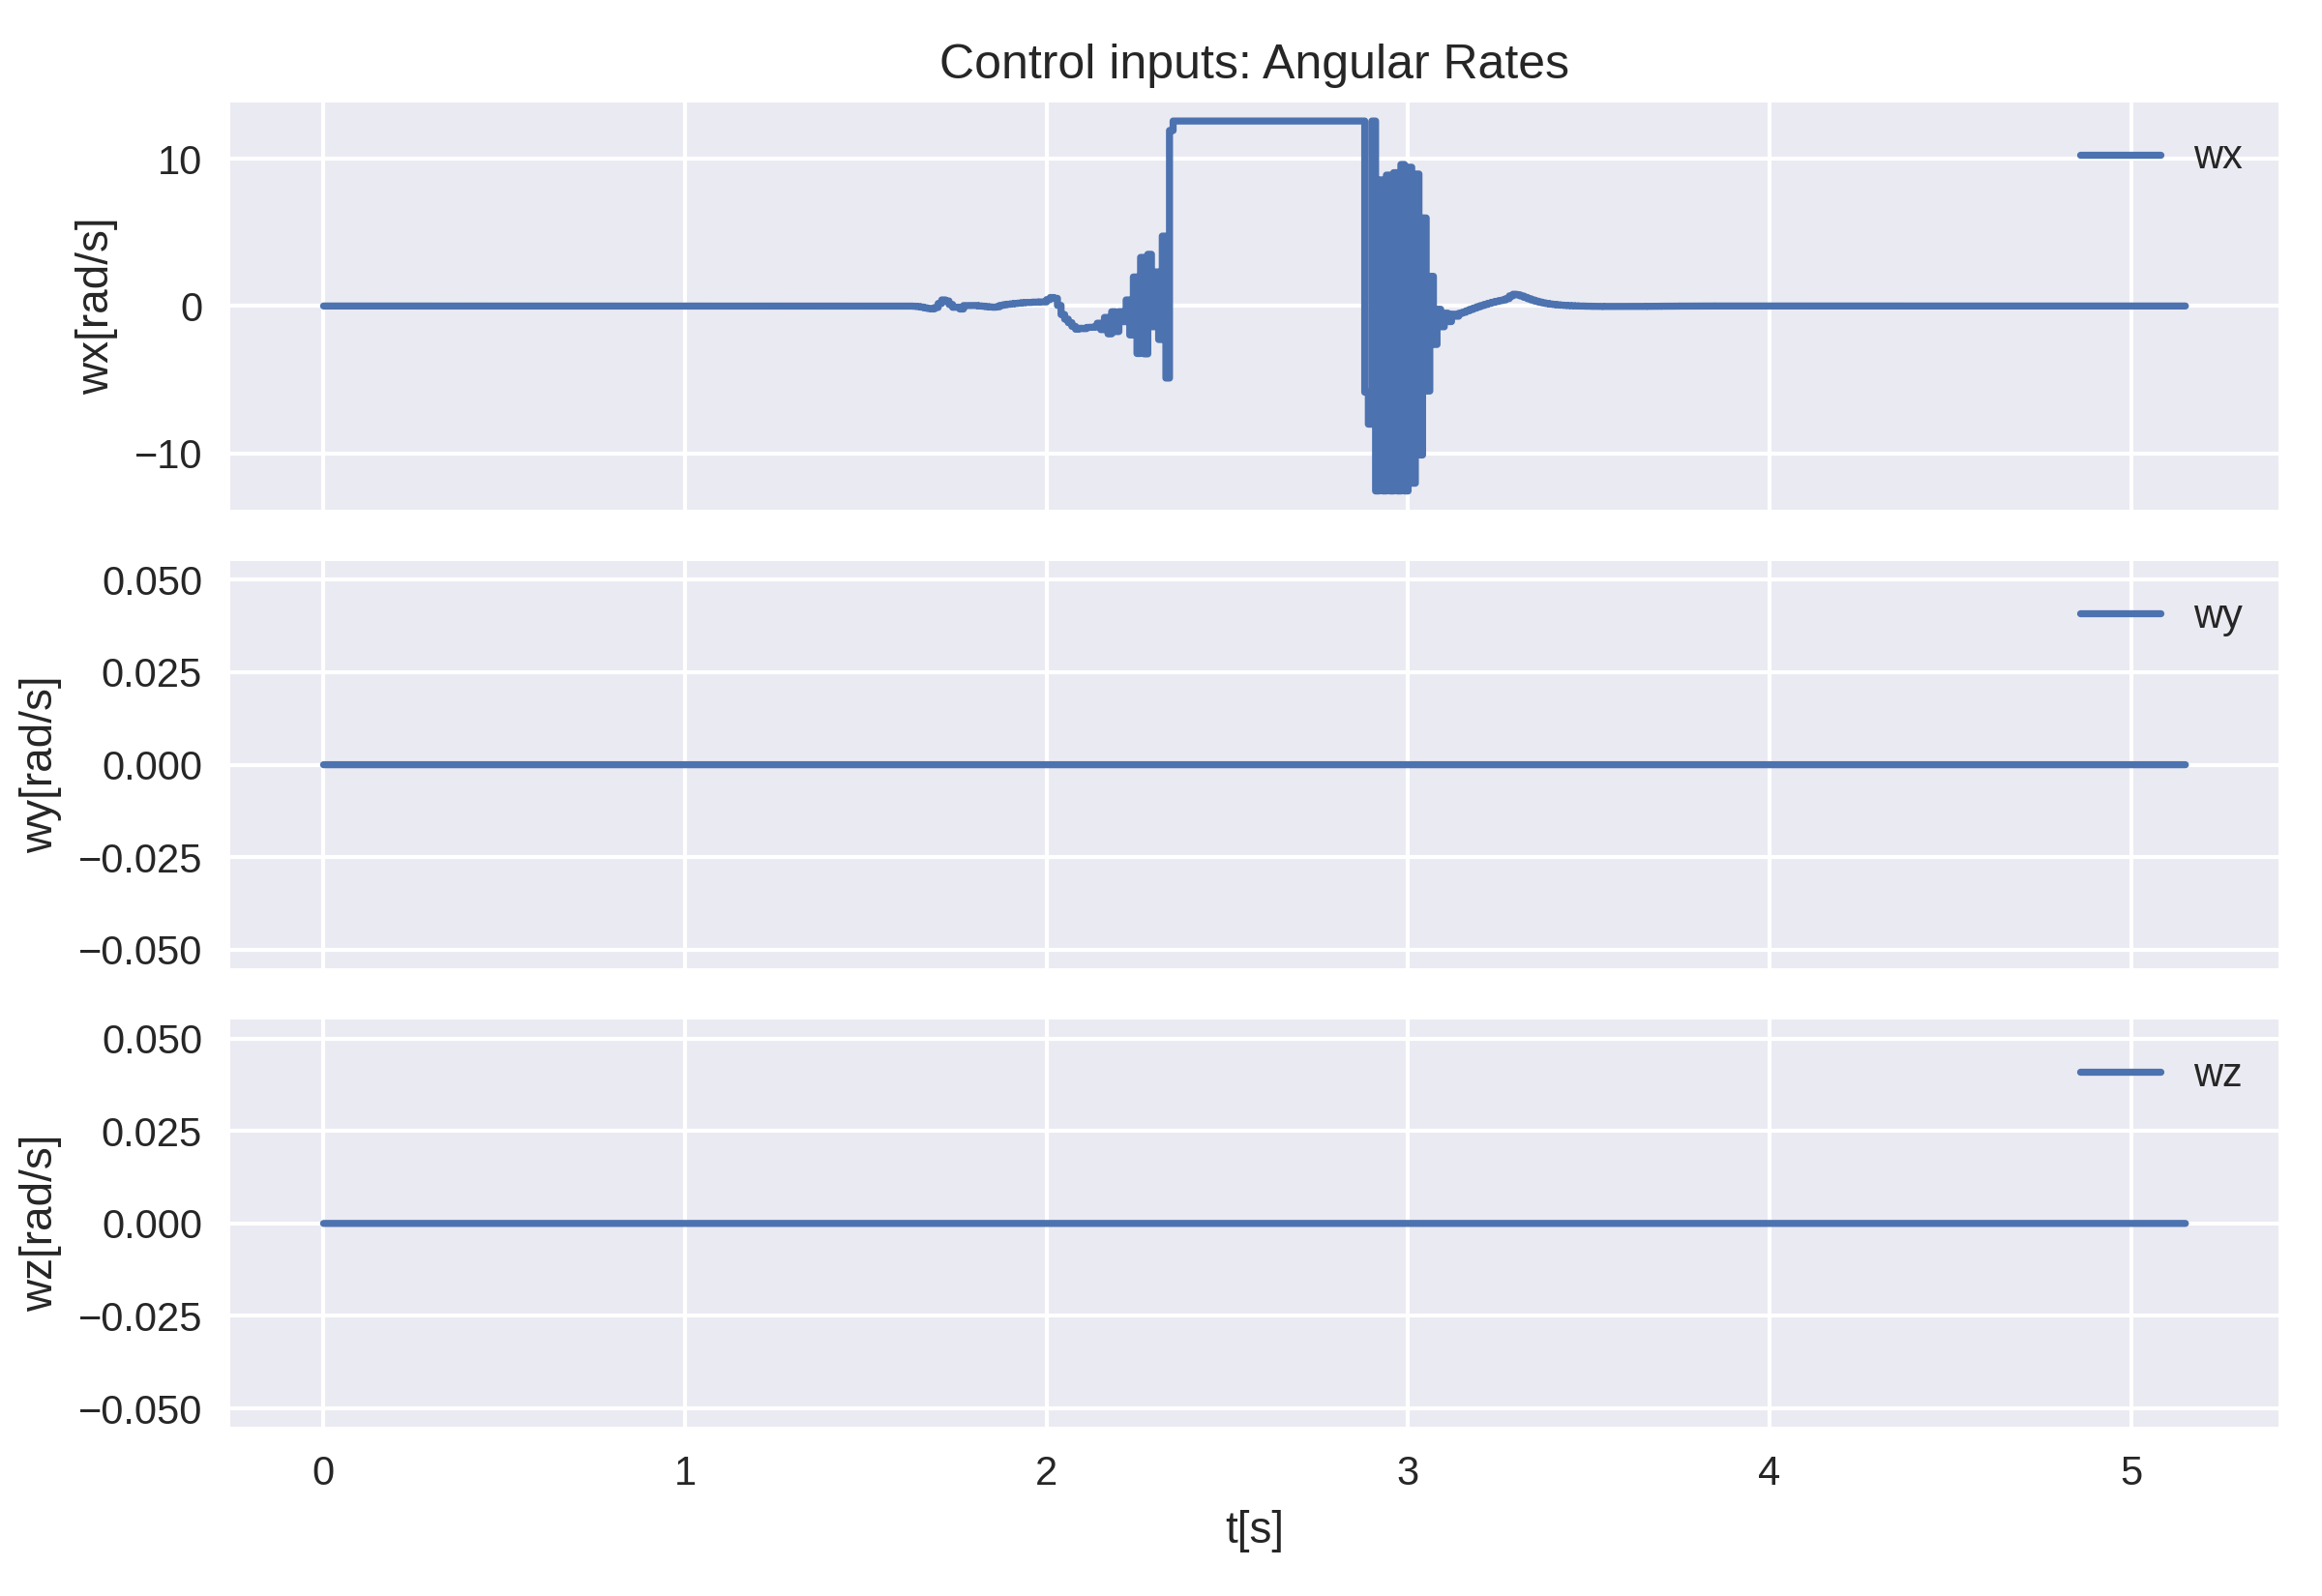 Control inputs: Angular Rates
wx[rad/s]
10
0
−10
wx
wy[rad/s]
0.050
0.025
0.000
−0.025
−0.050
wy
wz[rad/s]
0.050
0.025
0.000
−0.025
−0.050
wz
0 1 2 3 4 5
t[s]